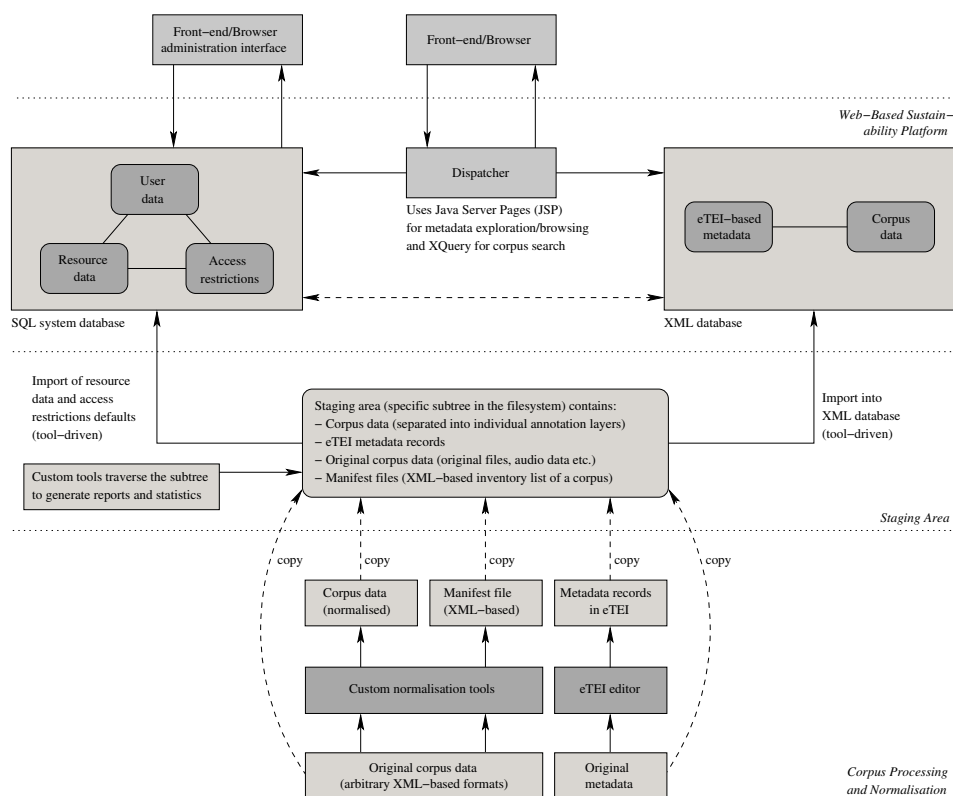 Front−end/Browser
administration interface
Front−end/Browser
Web−Based Sustain−
ability Platform
User
data
Resource
data
Access
restrictions
SQL system database
Dispatcher
Uses Java Server Pages (JSP)
for metadata exploration/browsing
and XQuery for corpus search
eTEI−based
metadata
Corpus
data
XML database
Import of resource
data and access
restrictions defaults
(tool−driven)
Staging area (specific subtree in the filesystem) contains:
− Corpus data (separated into individual annotation layers)
− eTEI metadata records
− Original corpus data (original files, audio data etc.)
− Manifest files (XML−based inventory list of a corpus)
Import into
XML database
(tool−driven)
Custom tools traverse the subtree
to generate reports and statistics
Staging Area
copy
copy
copy
copy
copy
Corpus data
(normalised)
Manifest file
(XML−based)
Metadata records
in eTEI
Custom normalisation tools
eTEI editor
Original corpus data
(arbitrary XML−based formats)
Original
metadata
Corpus Processing
and Normalisation